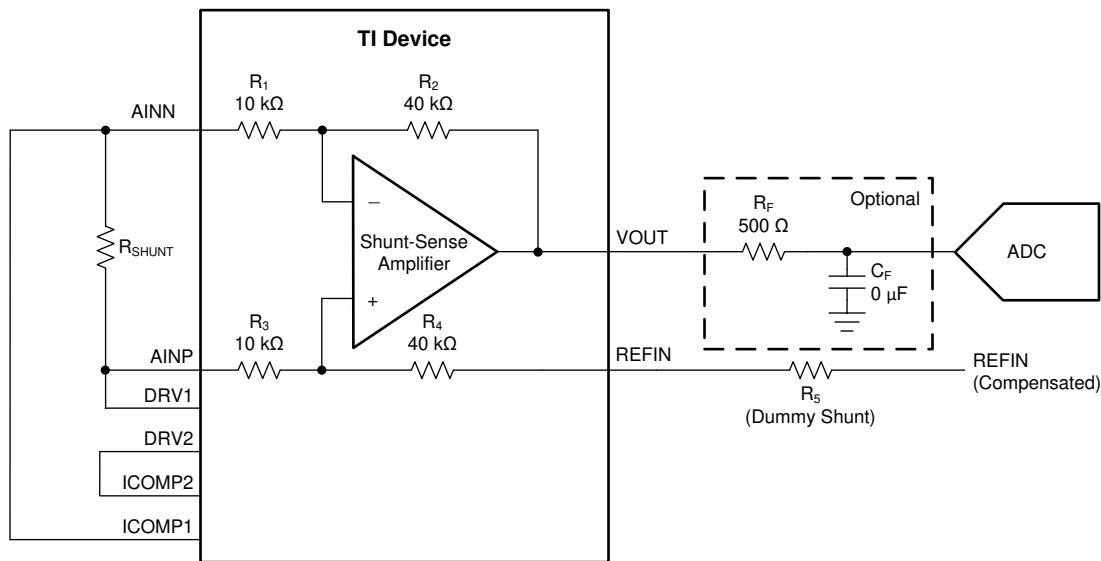 TI Device
R1
10 kΩ
R2
40 kΩ
AINN
RSHUNT
Shunt-Sense
Amplifier
−
+
VOUT
Optional
RF
500 Ω
CF
0 µF
ADC
AINP
R3
10 kΩ
R4
40 kΩ
REFIN
R5
(Dummy Shunt)
REFIN
(Compensated)
DRV1
DRV2
ICOMP2
ICOMP1